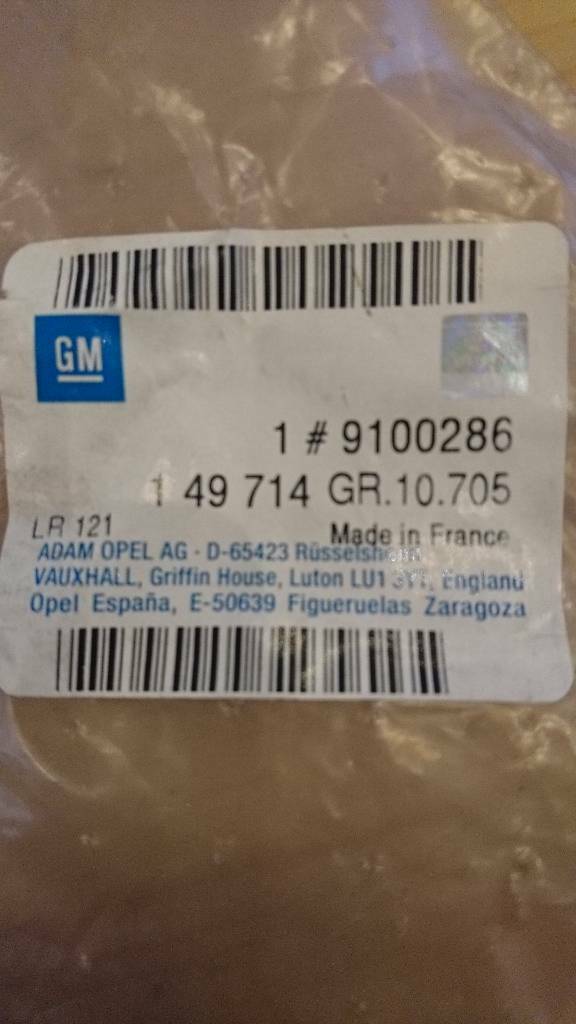 GM
1 # 9100286
1 49 714 GR.10.705
LR 121
Made in France
ADAM OPEL AG - D-65423 Rüsselsheim
VAUXHALL, Griffin House, Luton LU1 England
Opel España, E-50639 Figueruelas Zaragoza